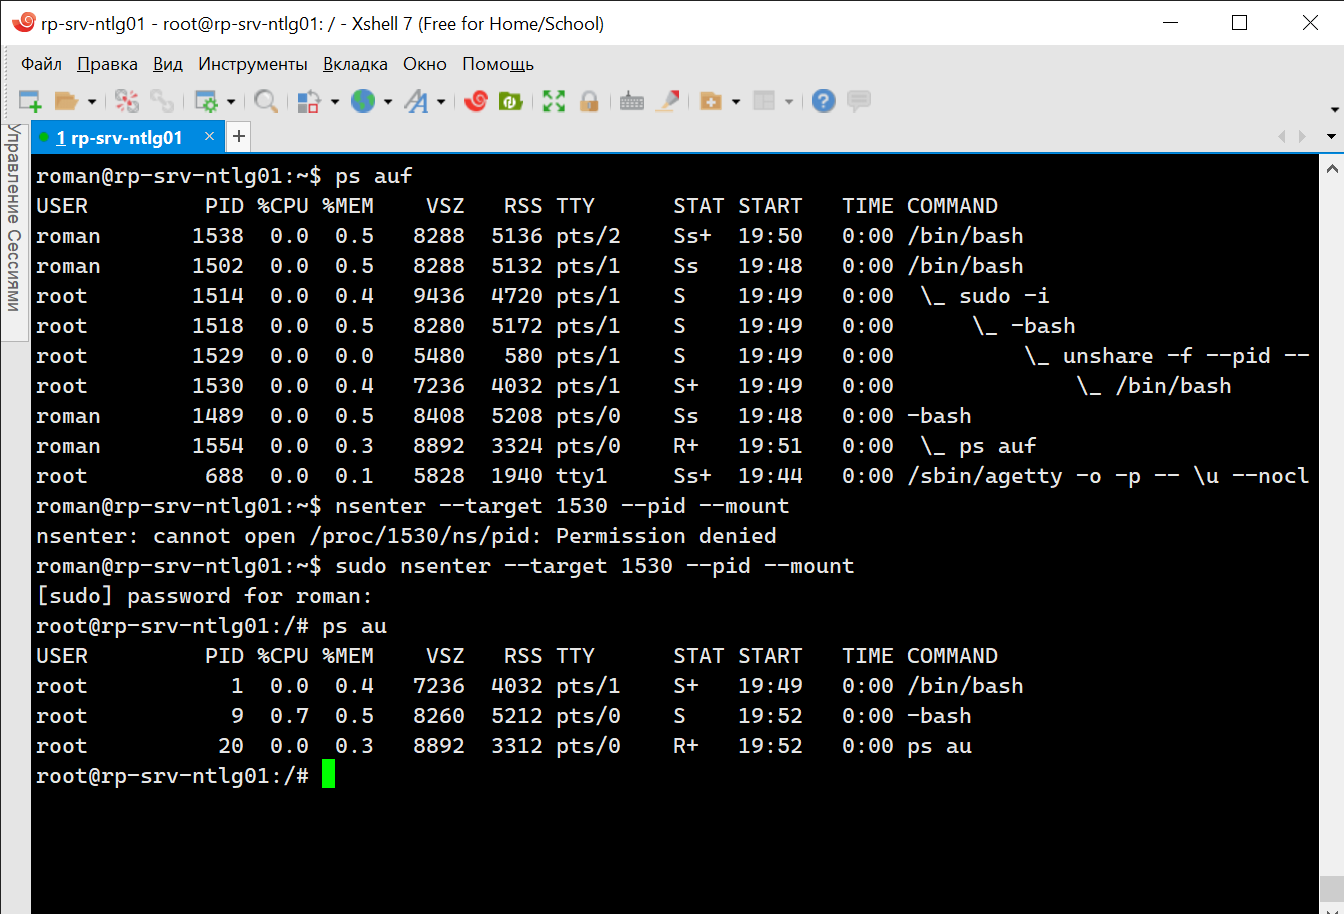 rp-srv-ntlg01 - root@rp-srv-ntlg01: / - Xshell 7 (Free for Home/School)
Файл Правка Вид Инструменты Вкладка Окно Помощь
Управление Сессиями
1 rp-srv-ntlg01 × +
roman@rp-srv-ntlg01:~$ ps auf
USER         PID %CPU %MEM    VSZ   RSS TTY      STAT START   TIME COMMAND
roman       1538  0.0  0.5   8288  5136 pts/2    Ss+  19:50   0:00 /bin/bash
roman       1502  0.0  0.5   8288  5132 pts/1    Ss   19:48   0:00 /bin/bash
root        1514  0.0  0.4   9436  4720 pts/1    S    19:49   0:00  \_ sudo -i
root        1518  0.0  0.5   8280  5172 pts/1    S    19:49   0:00      \_ -bash
root        1529  0.0  0.0   5480   580 pts/1    S    19:49   0:00          \_ unshare -f --pid --
root        1530  0.0  0.4   7236  4032 pts/1    S+   19:49   0:00              \_ /bin/bash
roman       1489  0.0  0.5   8408  5208 pts/0    Ss   19:48   0:00 -bash
roman       1554  0.0  0.3   8892  3324 pts/0    R+   19:51   0:00  \_ ps auf
root         688  0.0  0.1   5828  1940 tty1     Ss+  19:44   0:00 /sbin/agetty -o -p -- \u --nocl
roman@rp-srv-ntlg01:~$ nsenter --target 1530 --pid --mount
nsenter: cannot open /proc/1530/ns/pid: Permission denied
roman@rp-srv-ntlg01:~$ sudo nsenter --target 1530 --pid --mount
[sudo] password for roman:
root@rp-srv-ntlg01:/# ps au
USER         PID %CPU %MEM    VSZ   RSS TTY      STAT START   TIME COMMAND
root           1  0.0  0.4   7236  4032 pts/1    S+   19:49   0:00 /bin/bash
root           9  0.7  0.5   8260  5212 pts/0    S    19:52   0:00 -bash
root          20  0.0  0.3   8892  3312 pts/0    R+   19:52   0:00 ps au
root@rp-srv-ntlg01:/#